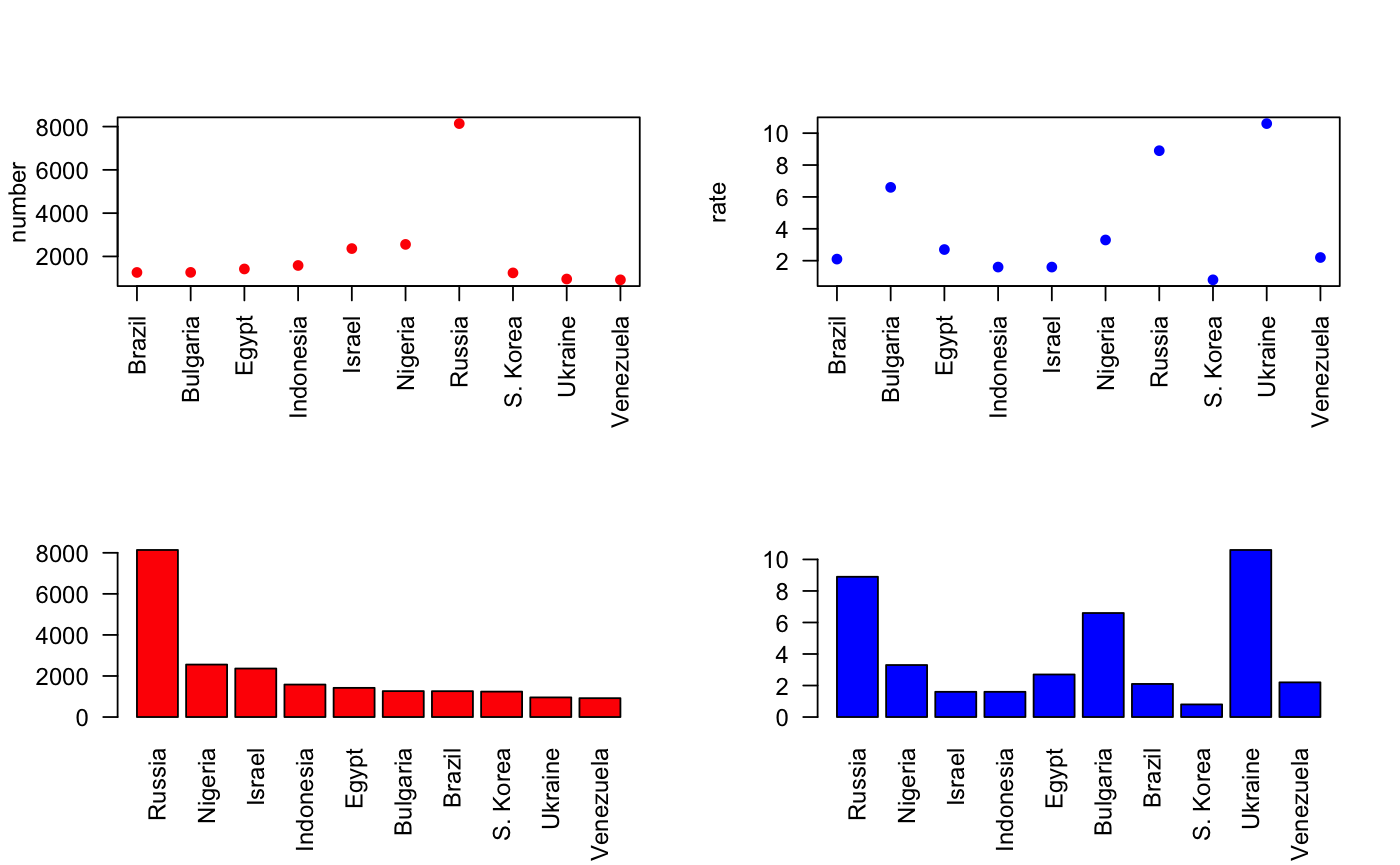 number
8000
6000
4000
2000
Brazil
Bulgaria
Egypt
Indonesia
Israel
Nigeria
Russia
S. Korea
Ukraine
Venezuela
rate
10
8
6
4
2
Brazil
Bulgaria
Egypt
Indonesia
Israel
Nigeria
Russia
S. Korea
Ukraine
Venezuela
8000
6000
4000
2000
0
Russia
Nigeria
Israel
Indonesia
Egypt
Bulgaria
Brazil
S. Korea
Ukraine
Venezuela
10
8
6
4
2
0
Russia
Nigeria
Israel
Indonesia
Egypt
Bulgaria
Brazil
S. Korea
Ukraine
Venezuela